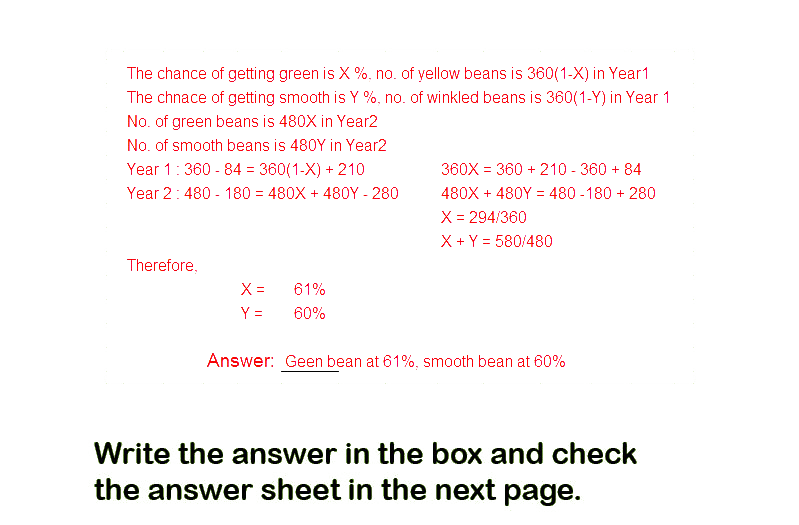 The chance of getting green is X %, no. of yellow beans is 360(1-X) in Year1
The chnace of getting smooth is Y %, no. of winkled beans is 360(1-Y) in Year 1
No. of green beans is 480X in Year2
No. of smooth beans is 480Y in Year2
Year 1 : 360 - 84 = 360(1-X) + 210 360X = 360 + 210 - 360 + 84
Year 2 : 480 - 180 = 480X + 480Y - 280 480X + 480Y = 480 -180 + 280
X = 294/360
X + Y = 580/480
Therefore,
X = 61%
Y = 60%
Answer: Geen bean at 61%, smooth bean at 60%
Write the answer in the box and check
the answer sheet in the next page.